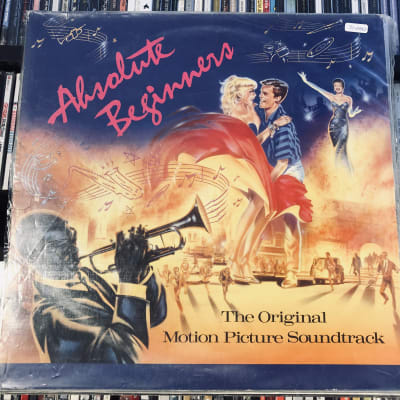 Absolute
Beginners
The Original
Motion Picture Soundtrack